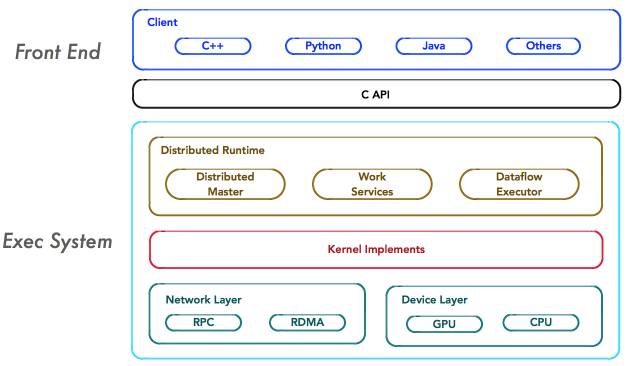 Front End
Client
C++
Python
Java
Others
C API
Exec System
Distributed Runtime
Distributed
Master
Work
Services
Dataflow
Executor
Kernel Implements
Network Layer
RPC
RDMA
Device Layer
GPU
CPU